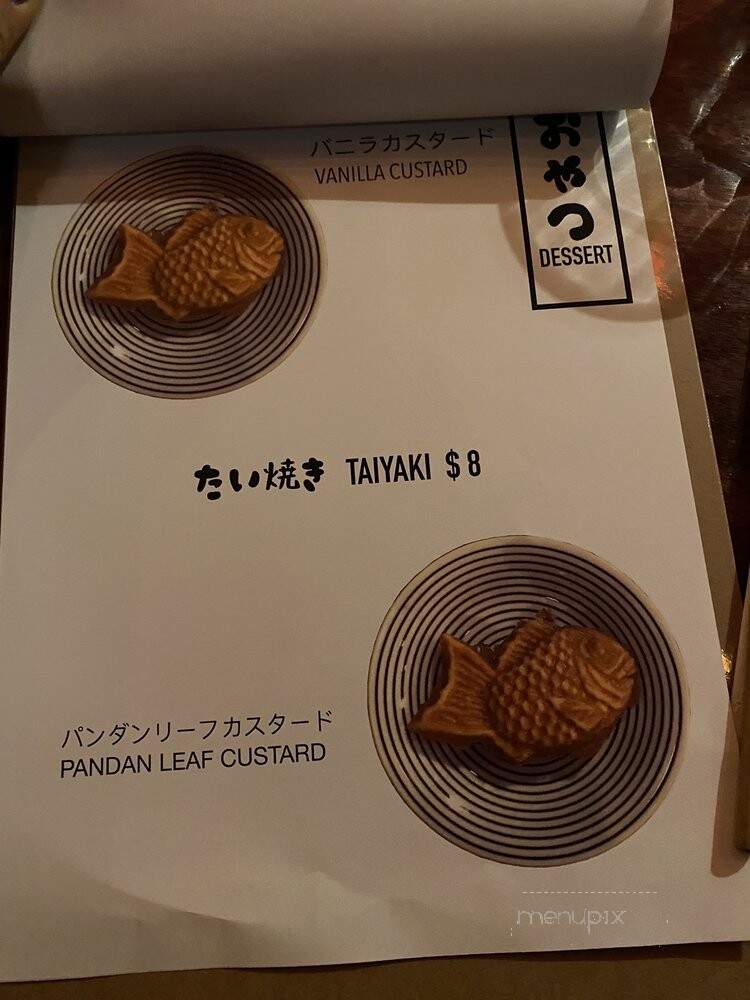 バニラカスタード
VANILLA CUSTARD
つまお
DESSERT
たい焼き TAIYAKI $8
パンダンリーフカスタード
PANDAN LEAF CUSTARD
menupix